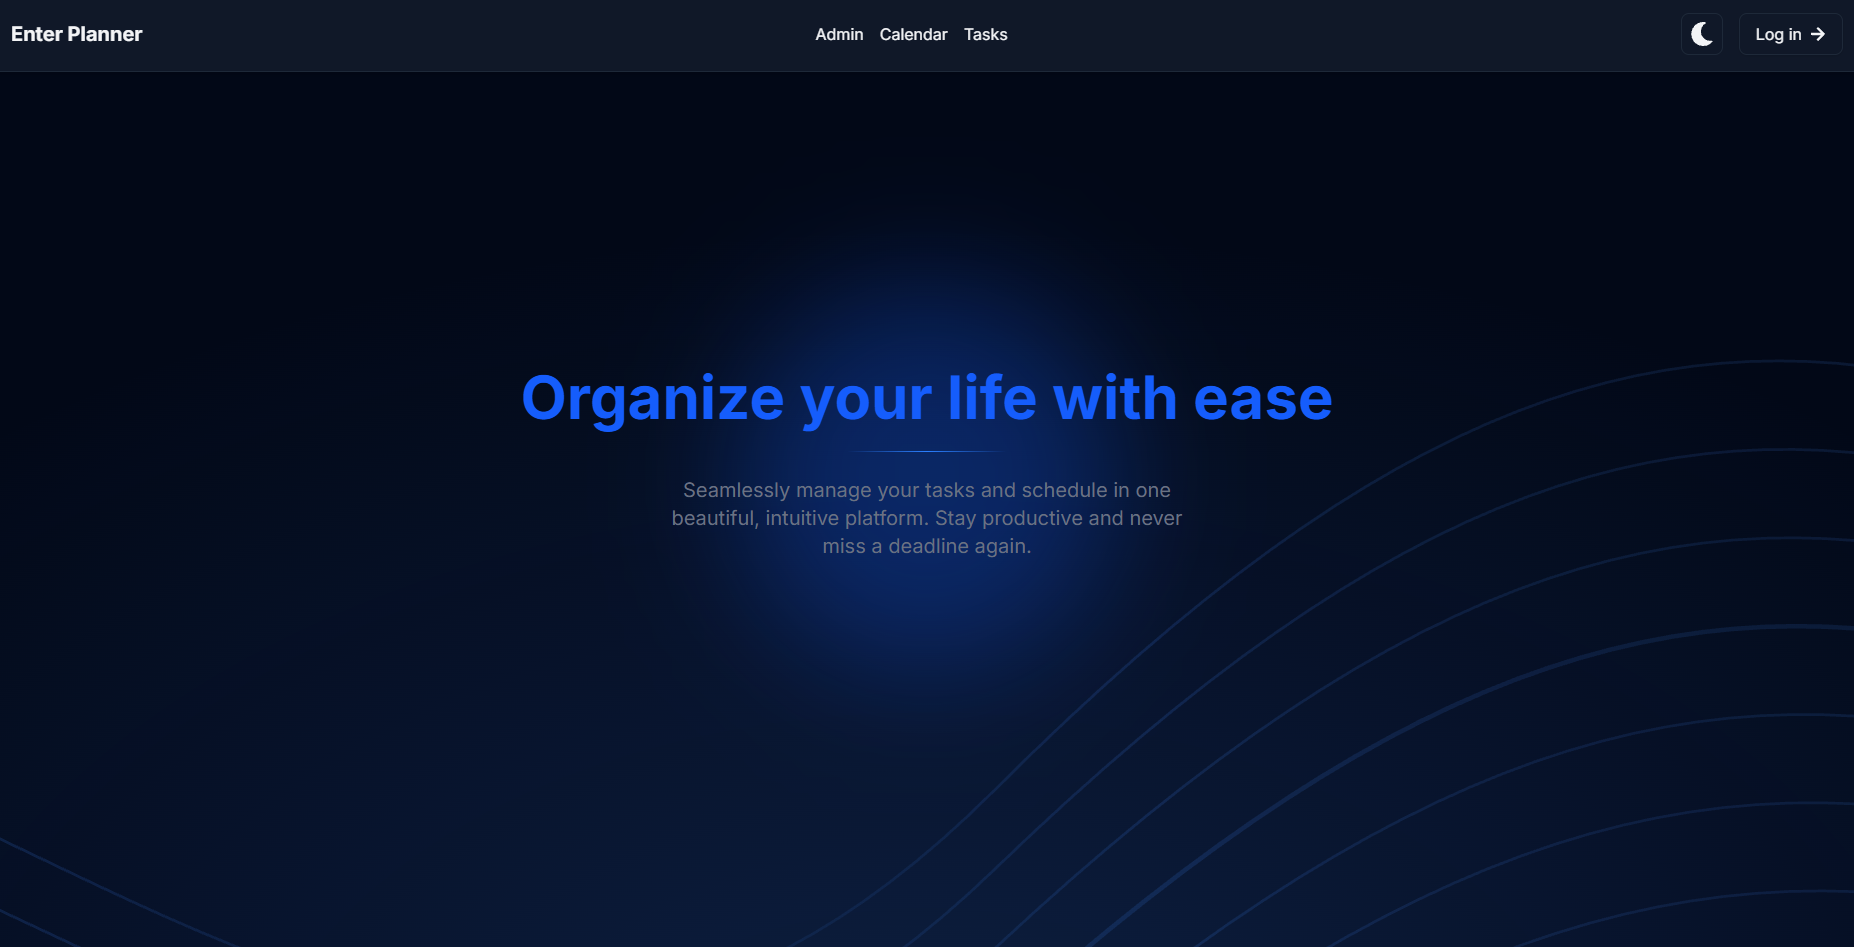 Enter Planner
Admin Calendar Tasks
Log in
Organize your life with ease
Seamlessly manage your tasks and schedule in one
beautiful, intuitive platform. Stay productive and never
miss a deadline again.